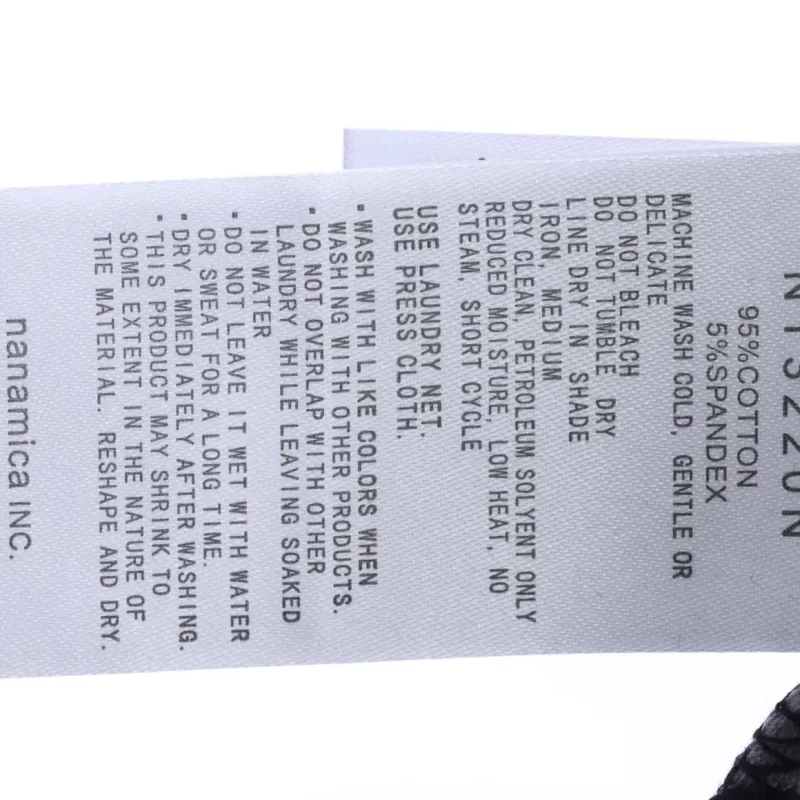 95%COTTON
5%SPANDEX
MACHINE WASH COLD, GENTLE OR
DELICATE
DO NOT BLEACH
DO NOT TUMBLE DRY
LINE DRY IN SHADE
IRON, MEDIUM
DRY CLEAN, PETROLEUM SOLVENT ONLY
REDUCED MOISTURE, LOW HEAT, NO
STEAM, SHORT CYCLE
USE LAUNDRY NET.
USE PRESS CLOTH.
・WASH WITH LIKE COLORS WHEN
WASHING WITH OTHER PRODUCTS.
・DO NOT OVERLAP WITH OTHER
LAUNDRY WHILE LEAVING SOAKED
IN WATER
・DO NOT LEAVE IT WET WITH WATER
OR SWEAT FOR A LONG TIME.
・DRY IMMEDIATELY AFTER WASHING.
・THIS PRODUCT MAY SHRINK TO
SOME EXTENT IN THE NATURE OF
THE MATERIAL. RESHAPE AND DRY.
nanamica INC.